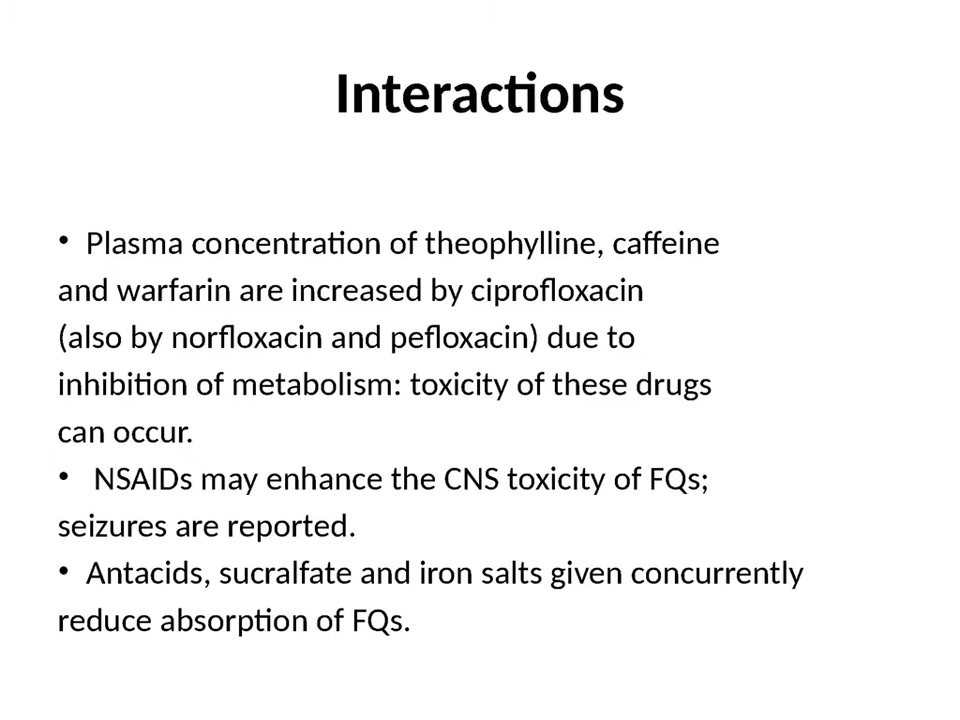 Interactions
• Plasma concentration of theophylline, caffeine
and warfarin are increased by ciprofloxacin
(also by norfloxacin and pefloxacin) due to
inhibition of metabolism: toxicity of these drugs
can occur.
• NSAIDs may enhance the CNS toxicity of FQs;
seizures are reported.
• Antacids, sucralfate and iron salts given concurrently
reduce absorption of FQs.